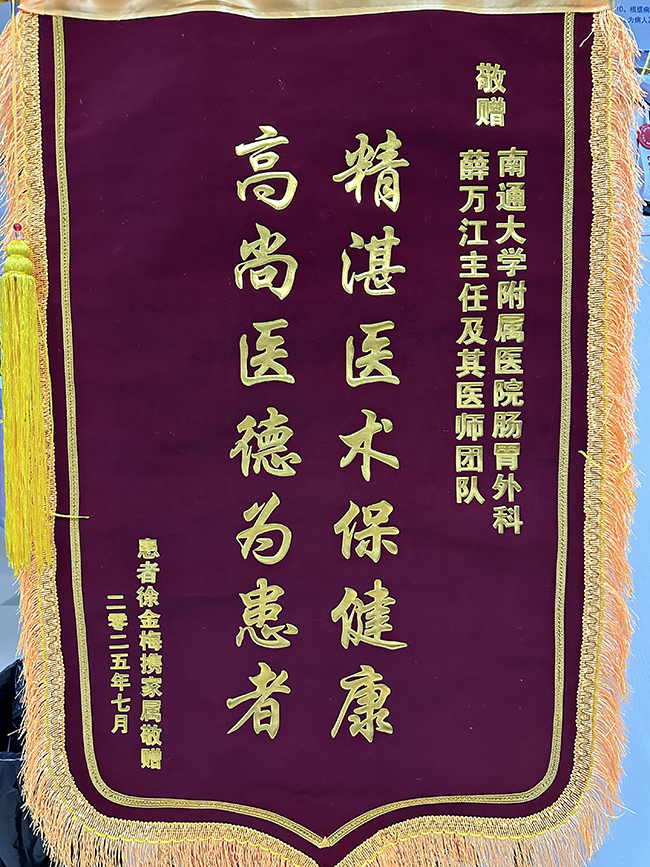 敬赠
南通大学附属医院肠胃外科
薛万江主任及其医师团队
精湛医术保健康
高尚医德为患者
患者徐金梅携家属敬赠
二零二五年七月